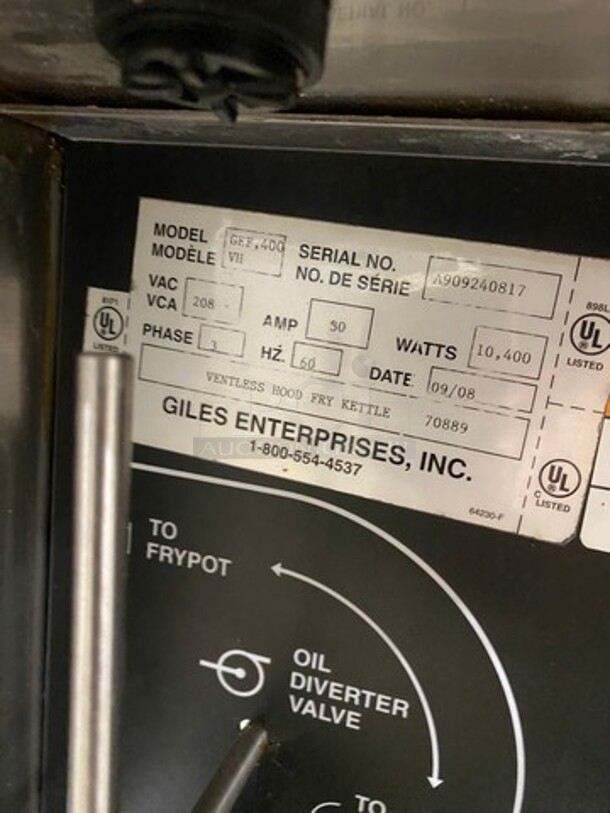 MODEL GEF,400
MODÈLE VH
SERIAL NO.
NO. DE SÉRIE A909240817
VAC
VCA 208
AMP 30
WATTS 10,400
PHASE 3
HZ. 60
DATE 09/08
VENTLESS HOOD FRY KETTLE 70889
GILES ENTERPRISES, INC.
1-800-554-4537
64230-F
UL
LISTED
898L
UL
LISTED
C UL
LISTED
TO
FRYPOT
OIL
DIVERTER
VALVE
TO